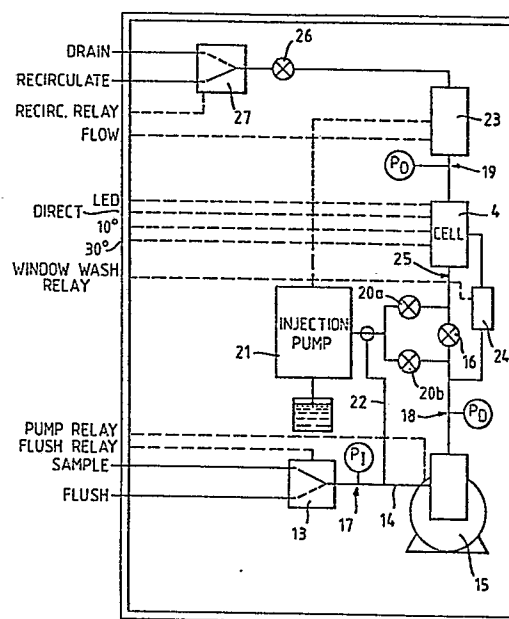 26
DRAIN
RECIRCULATE
27
RECIRC. RELAY
23
FLOW
PD
19
LED
DIRECT
4
10°
CELL
30°
25
WINDOW WASH
RELAY
20a
INJECTION
PUMP
21
16
24
20b
22
18
PD
PUMP RELAY
FLUSH RELAY
SAMPLE
PI
FLUSH
13
17
14
15